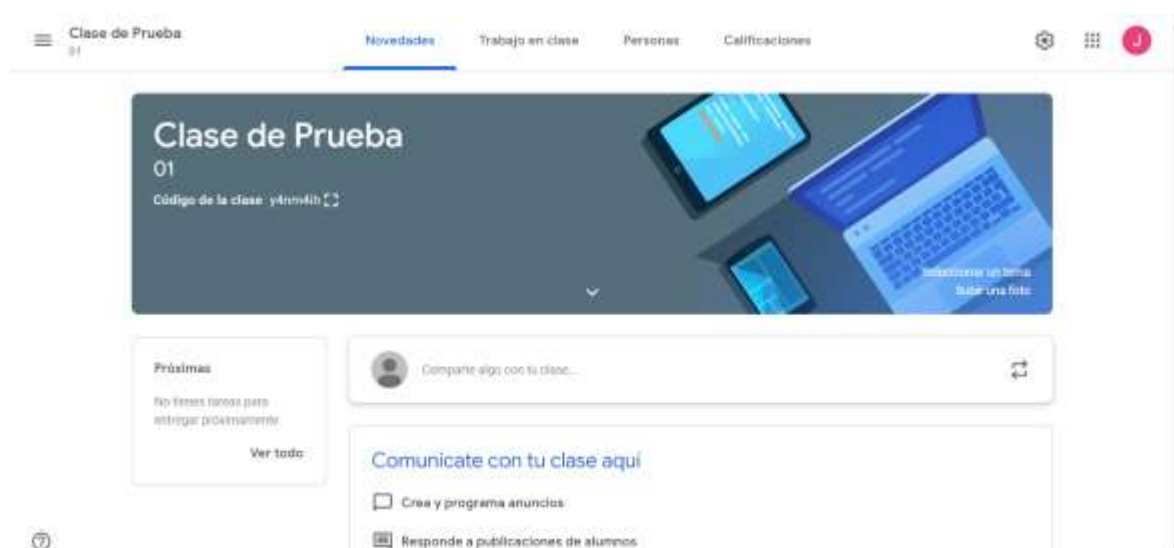 Clase de Prueba
01
Novedades
Trabajo en clase
Personas
Calificaciones
J
Clase de Prueba
01
Código de la clase y4nm4ih
Seleccionar un tema
Subir una foto
Próximas
No tienes tareas para
entregar próximamente
Ver todo
Comparte algo con tu clase...
Comunicate con tu clase aquí
Crea y programa anuncios
Responde a publicaciones de alumnos